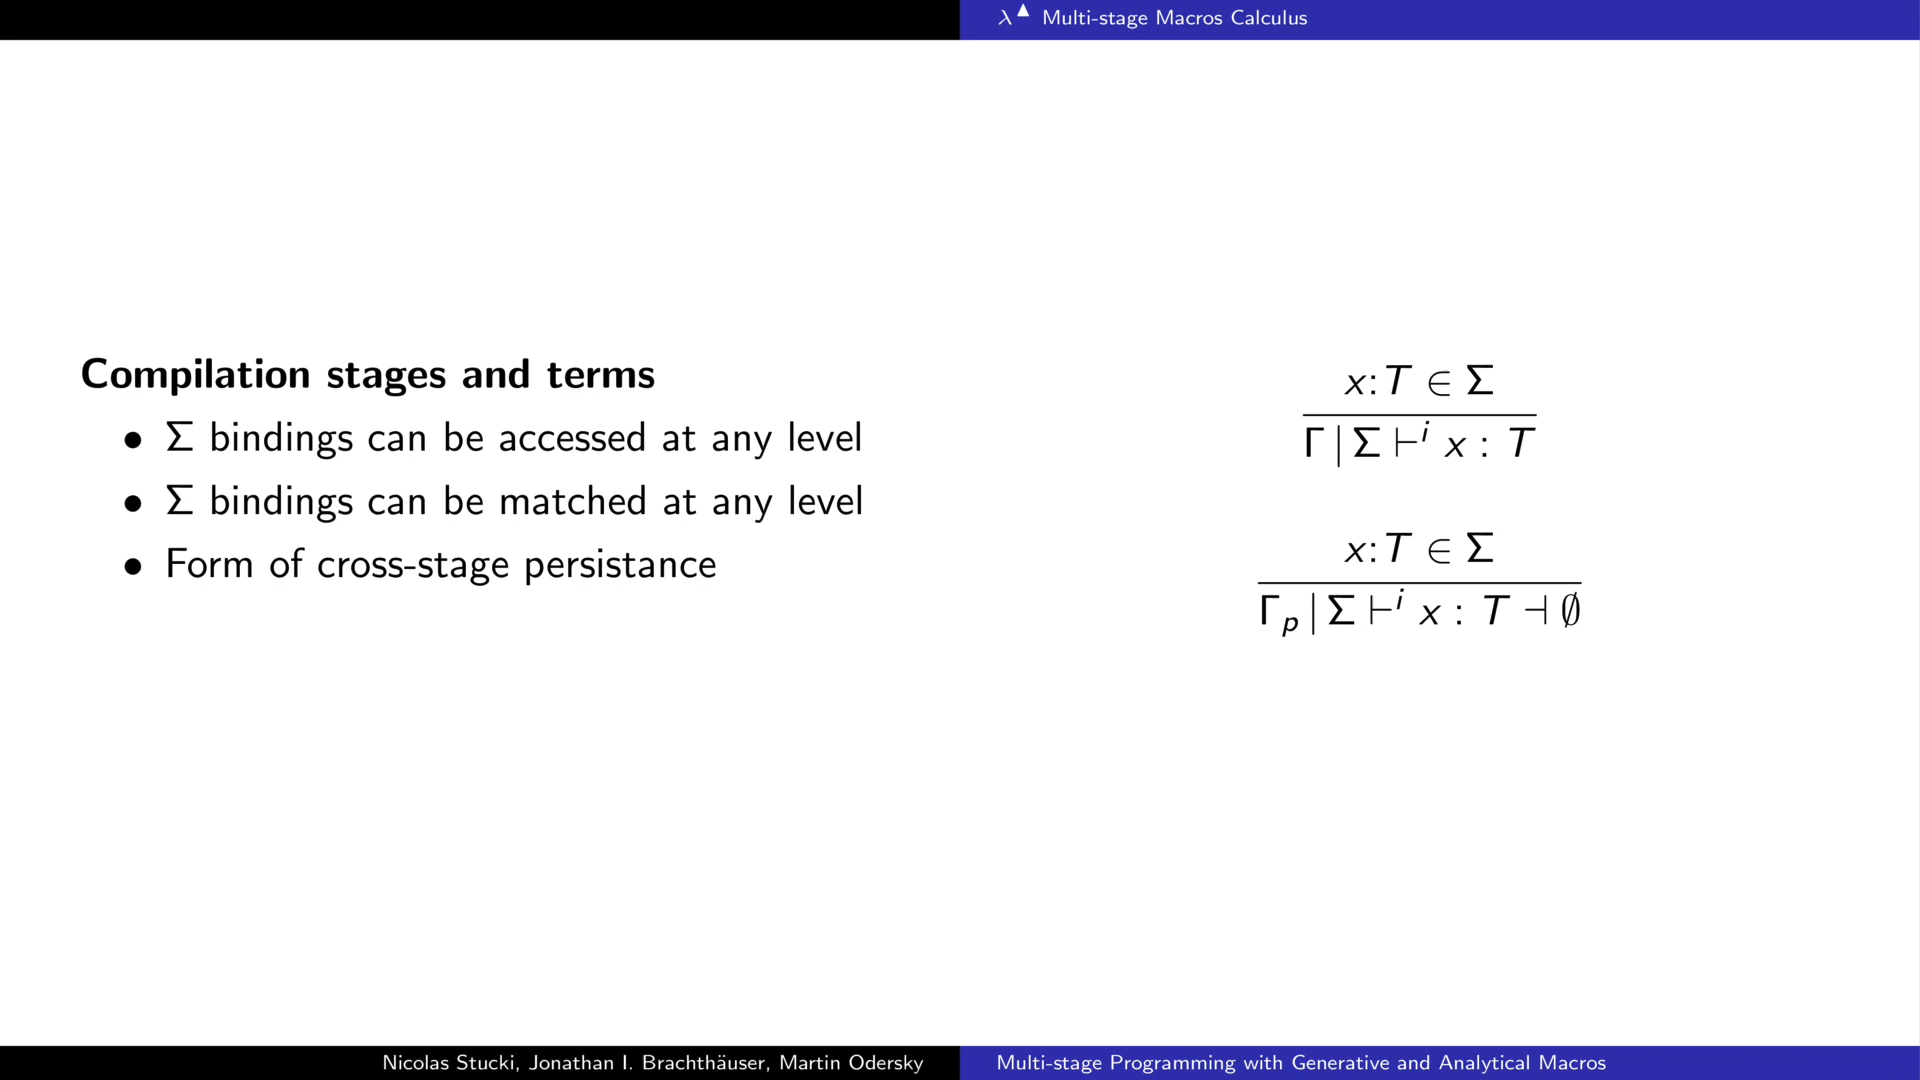 λ▲ Multi-stage Macros Calculus
Compilation stages and terms
• Σ bindings can be accessed at any level
• Σ bindings can be matched at any level
• Form of cross-stage persistance
x: T ∈ Σ
Γ | Σ ⊢ⁱ x : T
x: T ∈ Σ
Γₚ | Σ ⊢ⁱ x : T ⊣ ∅
Nicolas Stucki, Jonathan I. Brachthäuser, Martin Odersky
Multi-stage Programming with Generative and Analytical Macros